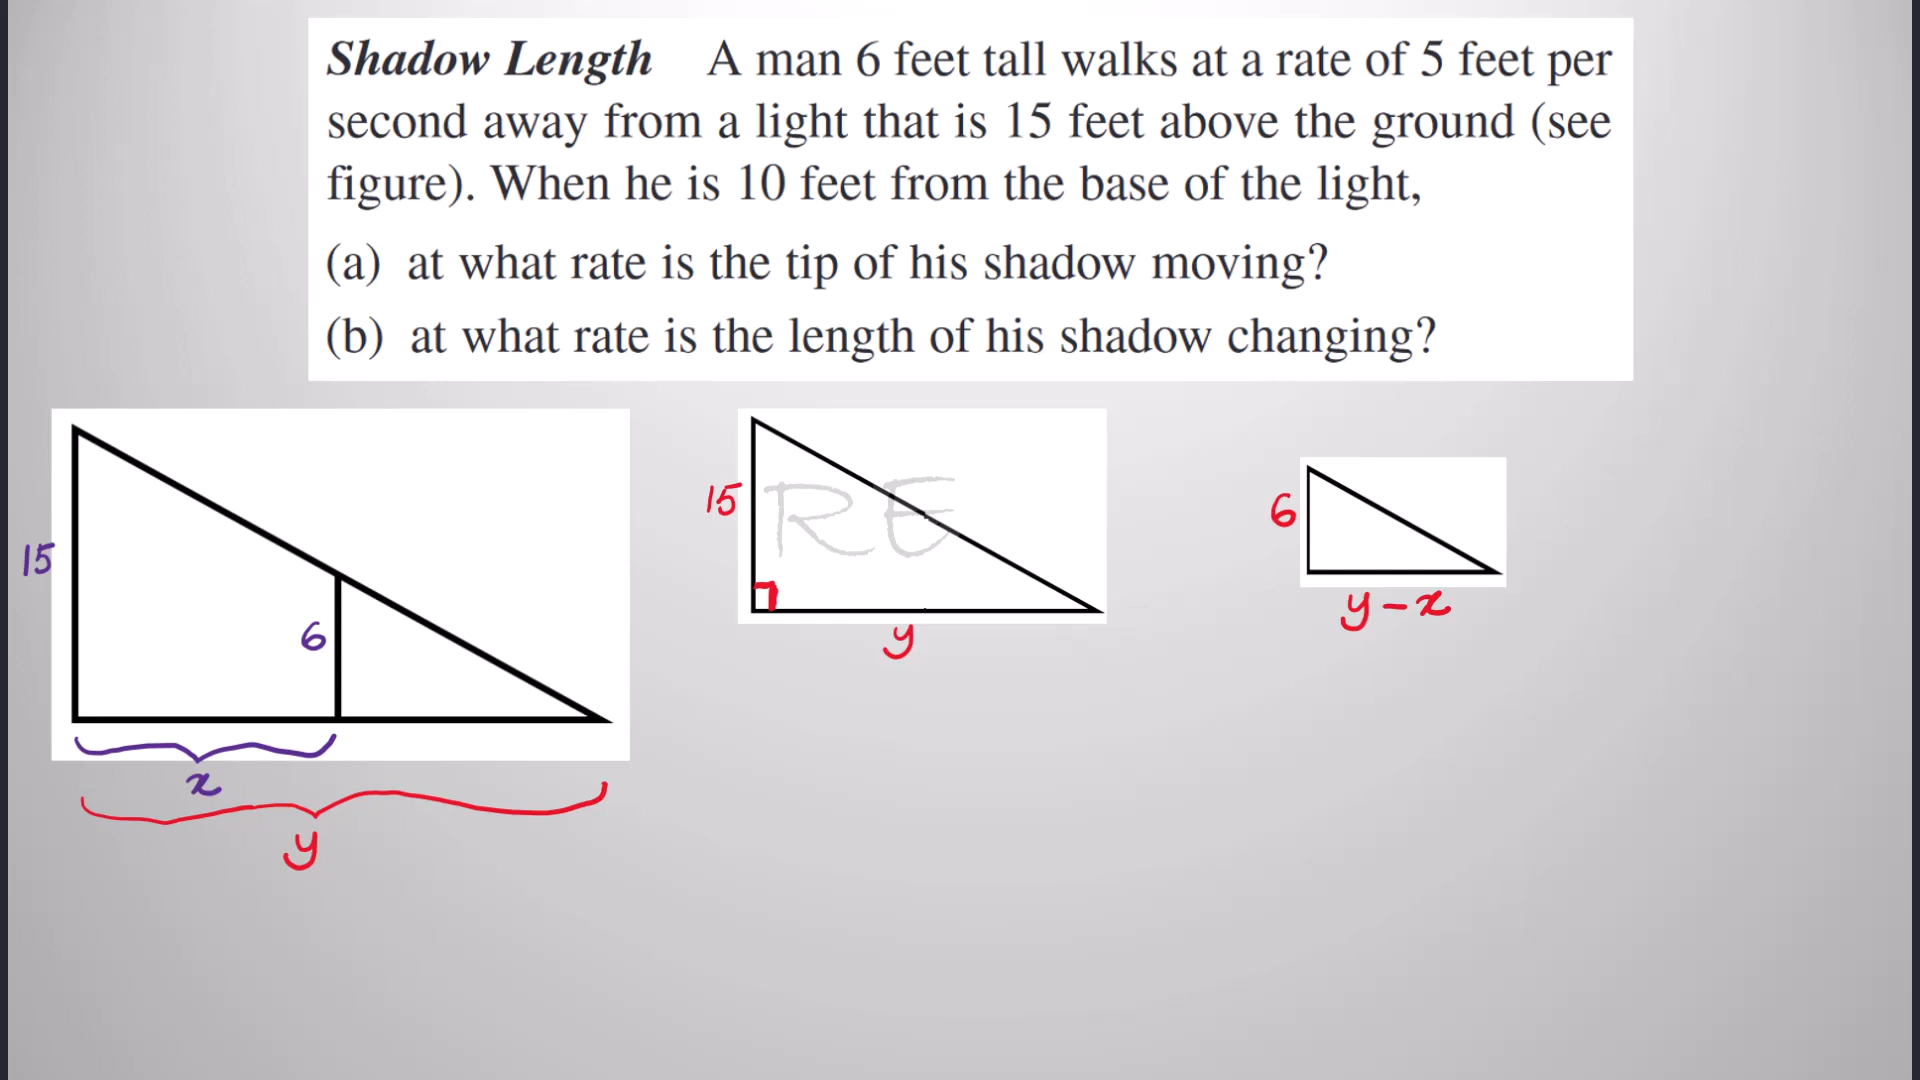 Shadow Length A man 6 feet tall walks at a rate of 5 feet per
second away from a light that is 15 feet above the ground (see
figure). When he is 10 feet from the base of the light,
(a) at what rate is the tip of his shadow moving?
(b) at what rate is the length of his shadow changing?
15
6
x
y
15
RE
y
6
y - x